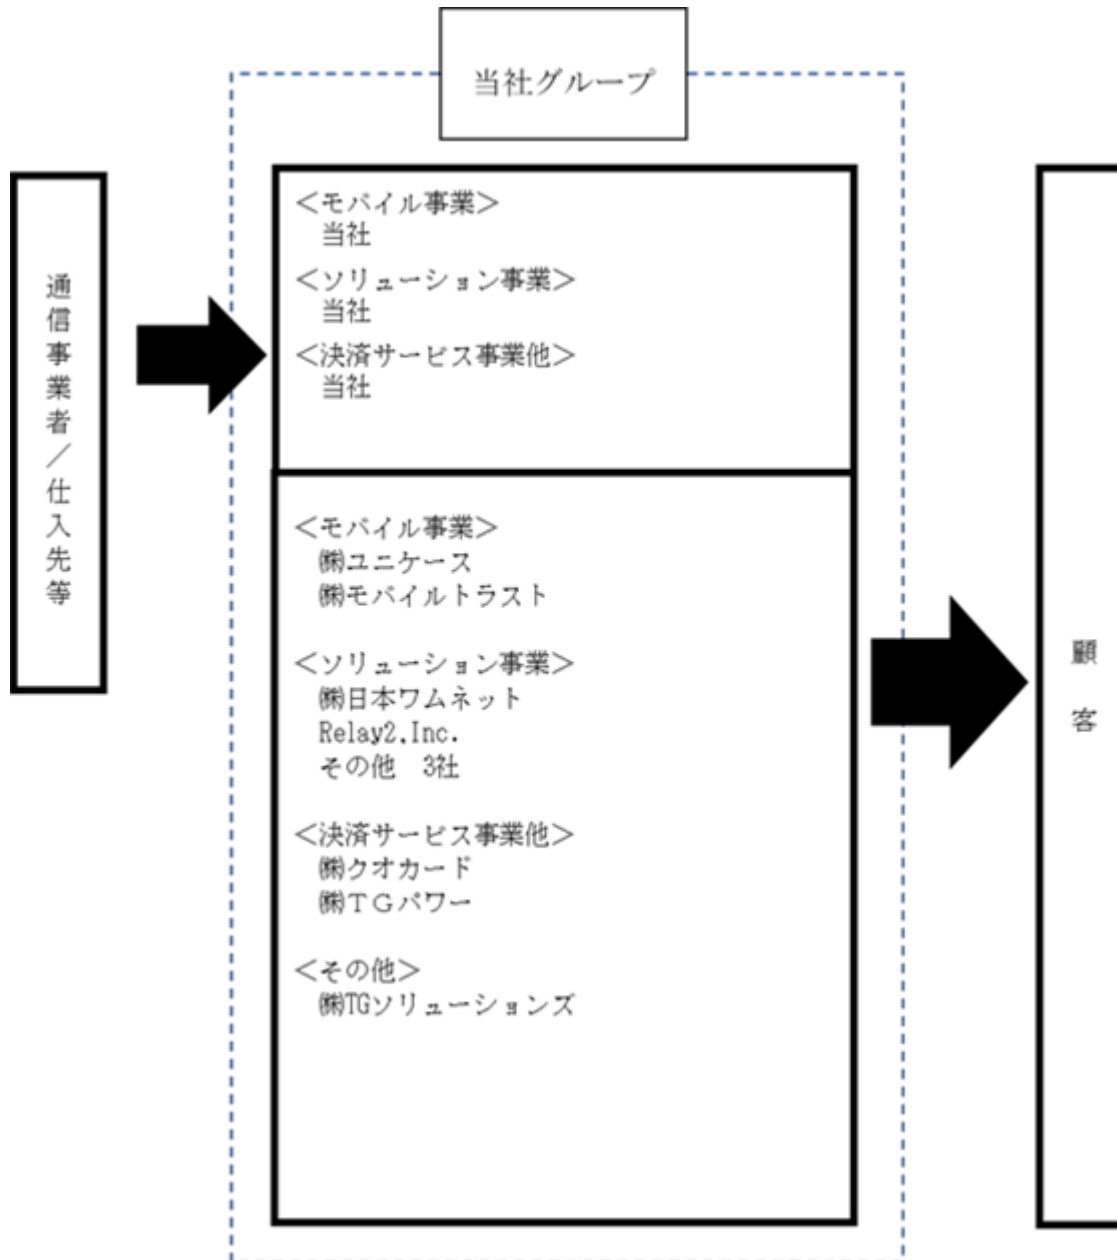 当社グループ
通信事業者／仕入先等
＜モバイル事業＞
当社
＜ソリューション事業＞
当社
＜決済サービス事業他＞
当社
＜モバイル事業＞
㈱ユニケース
㈱モバイルトラスト
＜ソリューション事業＞
㈱日本ワムネット
Relay2,Inc.
その他　3社
＜決済サービス事業他＞
㈱クオカード
㈱ＴＧパワー
＜その他＞
㈱TGソリューションズ
顧客